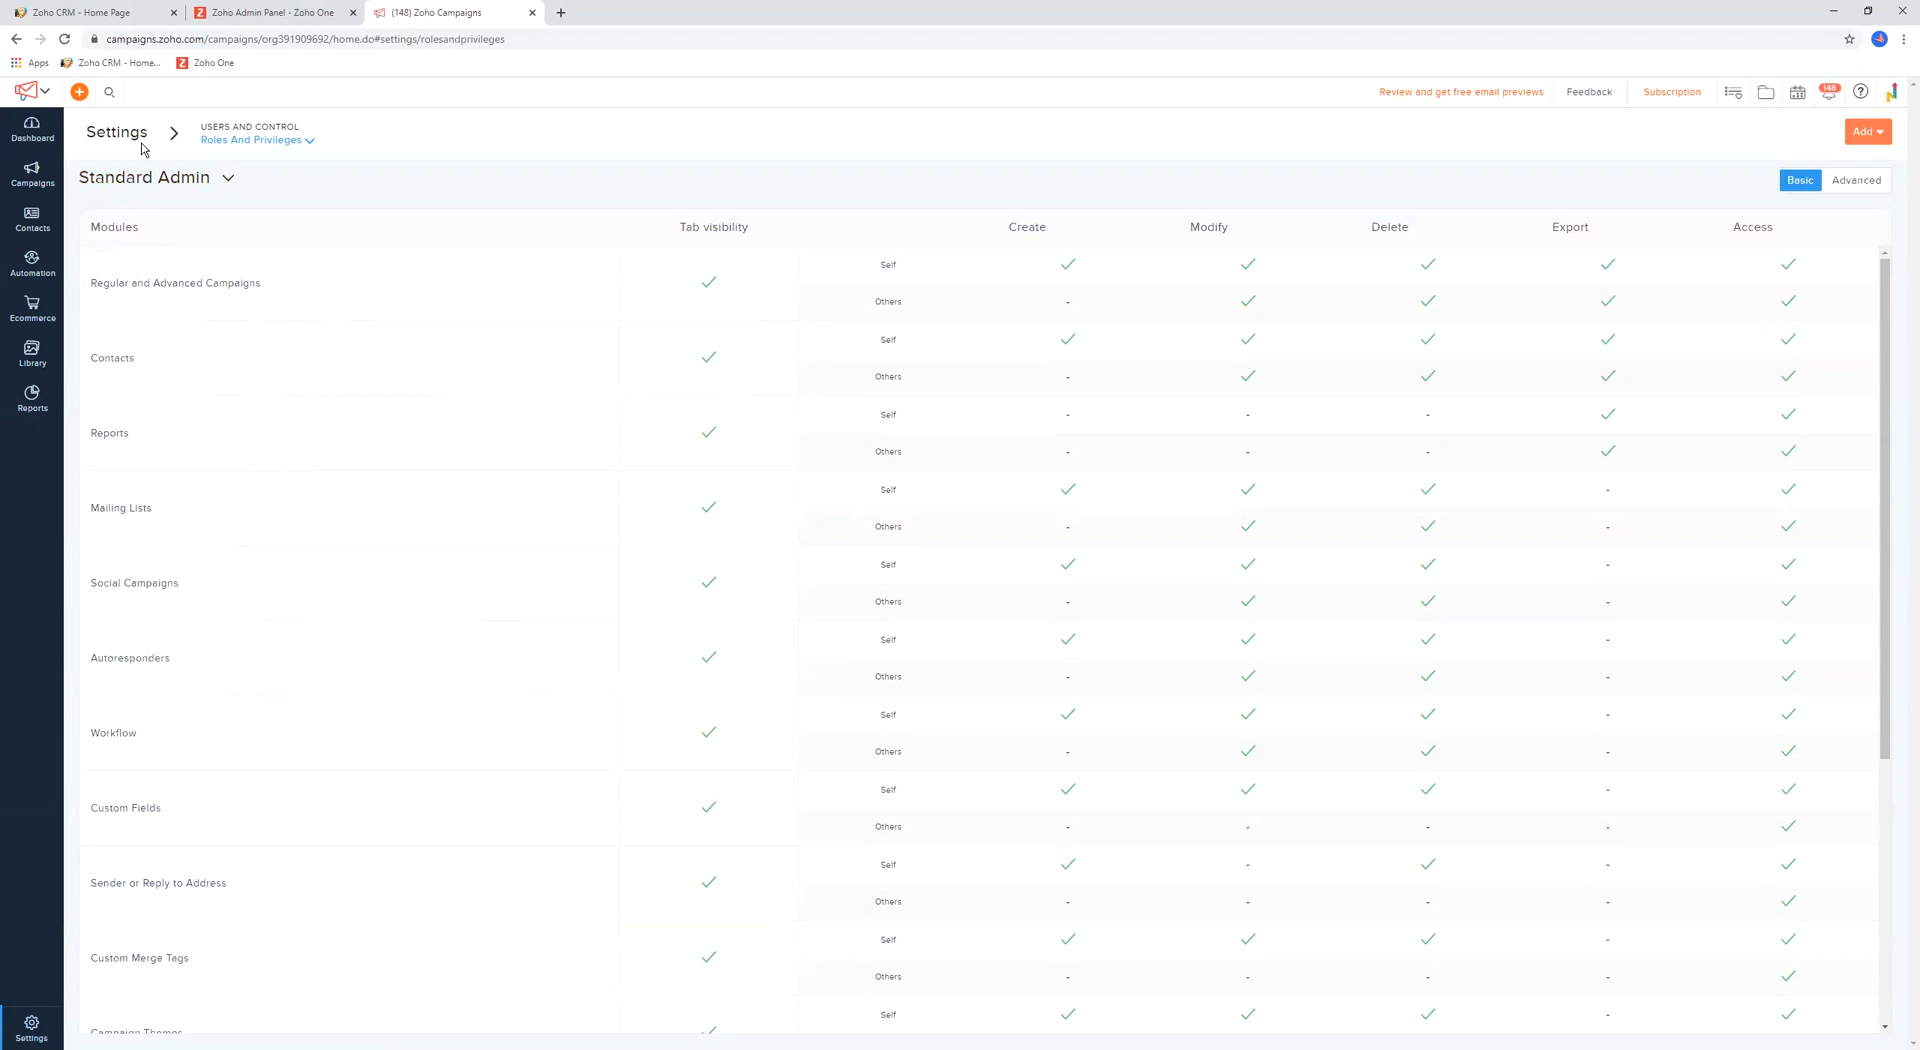 Zoho CRM - Home Page
Zoho Admin Panel - Zoho One
(148) Zoho Campaigns
campaigns.zoho.com/campaigns/org391909692/home.do#settings/rolesandprivileges
Apps
Zoho CRM - Home...
Zoho One
Review and get free email previews
Feedback
Subscription
148
Dashboard
Campaigns
Contacts
Automation
Ecommerce
Library
Reports
Settings
Settings
USERS AND CONTROL
Roles And Privileges
Add
Standard Admin
Basic Advanced
Modules Tab visibility Create Modify Delete Export Access
Regular and Advanced Campaigns
Self
Others -
Contacts
Self
Others -
Reports
Self - - -
Others - - -
Mailing Lists
Self -
Others - -
Social Campaigns
Self -
Others - -
Autoresponders
Self -
Others - -
Workflow
Self -
Others - -
Custom Fields
Self -
Others - - - -
Sender or Reply to Address
Self - -
Others - - - -
Custom Merge Tags
Self -
Others - - - -
Campaign Themes
Self -